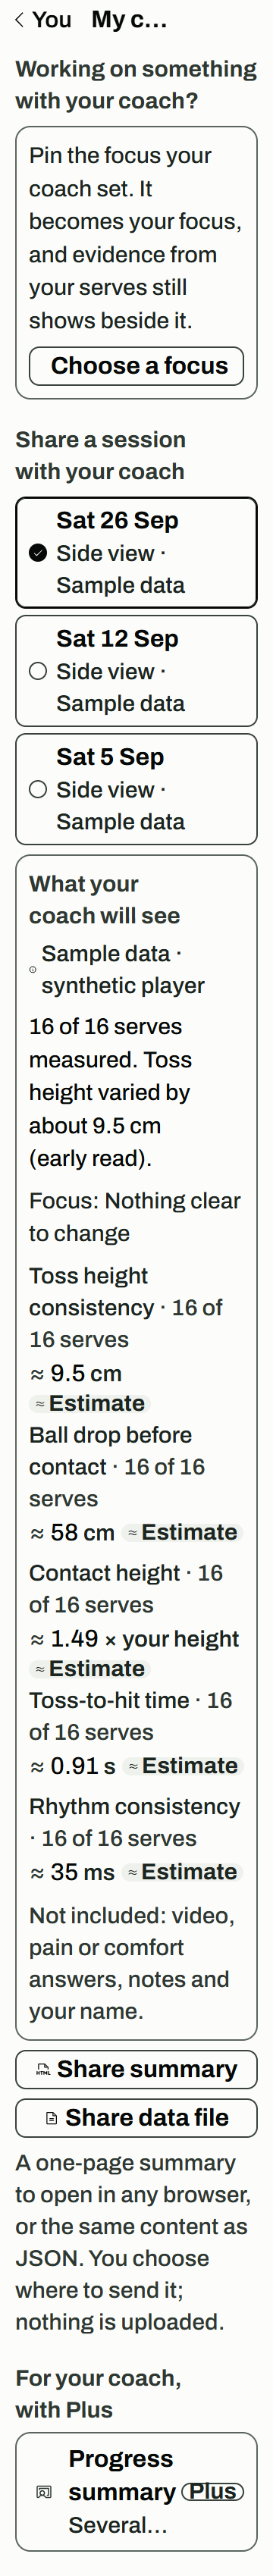 You My c...
Working on something
with your coach?
Pin the focus your
coach set. It
becomes your focus,
and evidence from
your serves still
shows beside it.
Choose a focus
Share a session
with your coach
Sat 26 Sep
Side view ·
Sample data
Sat 12 Sep
Side view ·
Sample data
Sat 5 Sep
Side view ·
Sample data
What your
coach will see
Sample data ·
synthetic player
16 of 16 serves
measured. Toss
height varied by
about 9.5 cm
(early read).
Focus: Nothing clear
to change
Toss height
consistency · 16 of
16 serves
≈ 9.5 cm
≈ Estimate
Ball drop before
contact · 16 of 16
serves
≈ 58 cm ≈ Estimate
Contact height · 16
of 16 serves
≈ 1.49 × your height
≈ Estimate
Toss-to-hit time · 16
of 16 serves
≈ 0.91 s ≈ Estimate
Rhythm consistency
· 16 of 16 serves
≈ 35 ms ≈ Estimate
Not included: video,
pain or comfort
answers, notes and
your name.
HTML Share summary
Share data file
A one-page summary
to open in any browser,
or the same content as
JSON. You choose
where to send it;
nothing is uploaded.
For your coach,
with Plus
Progress
summary Plus
Several...